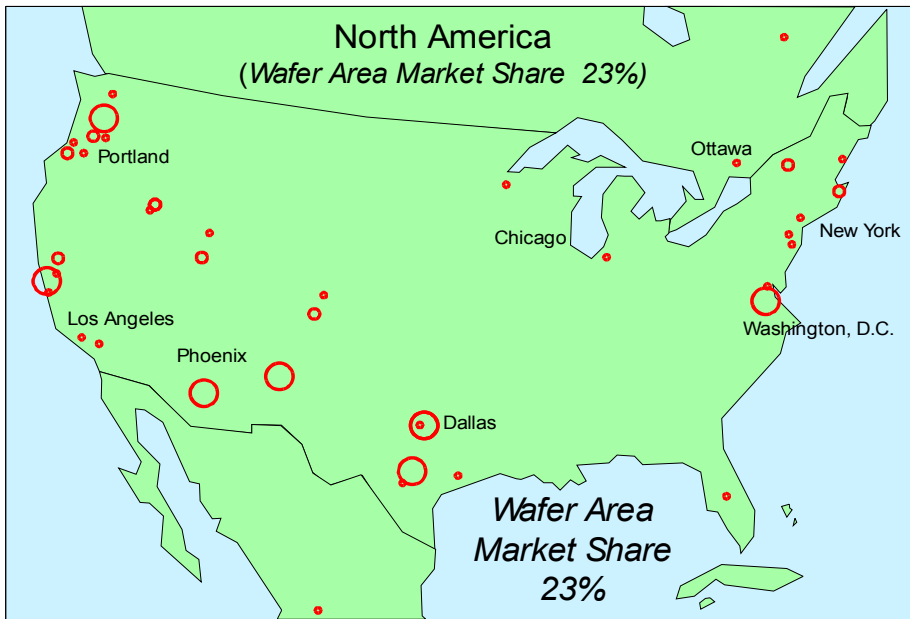 North America
(Wafer Area Market Share 23%)
Portland
Ottawa
New York
Chicago
Los Angeles
Washington, D.C.
Phoenix
Dallas
Wafer Area
Market Share
23%